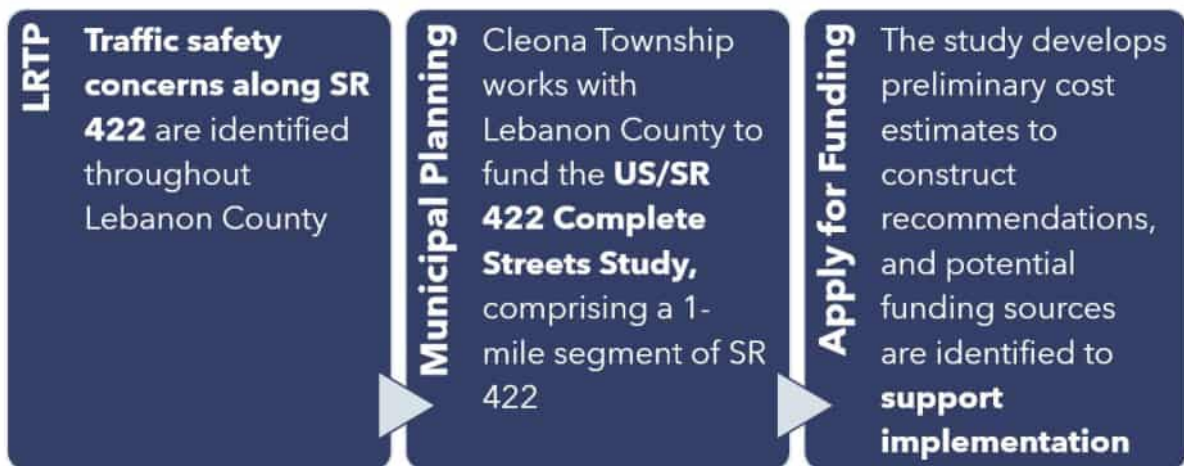 LRTP
Traffic safety
concerns along SR
422 are identified
throughout
Lebanon County
Municipal Planning
Cleona Township
works with
Lebanon County to
fund the US/SR
422 Complete
Streets Study,
comprising a 1-
mile segment of SR
422
Apply for Funding
The study develops
preliminary cost
estimates to
construct
recommendations,
and potential
funding sources
are identified to
support
implementation